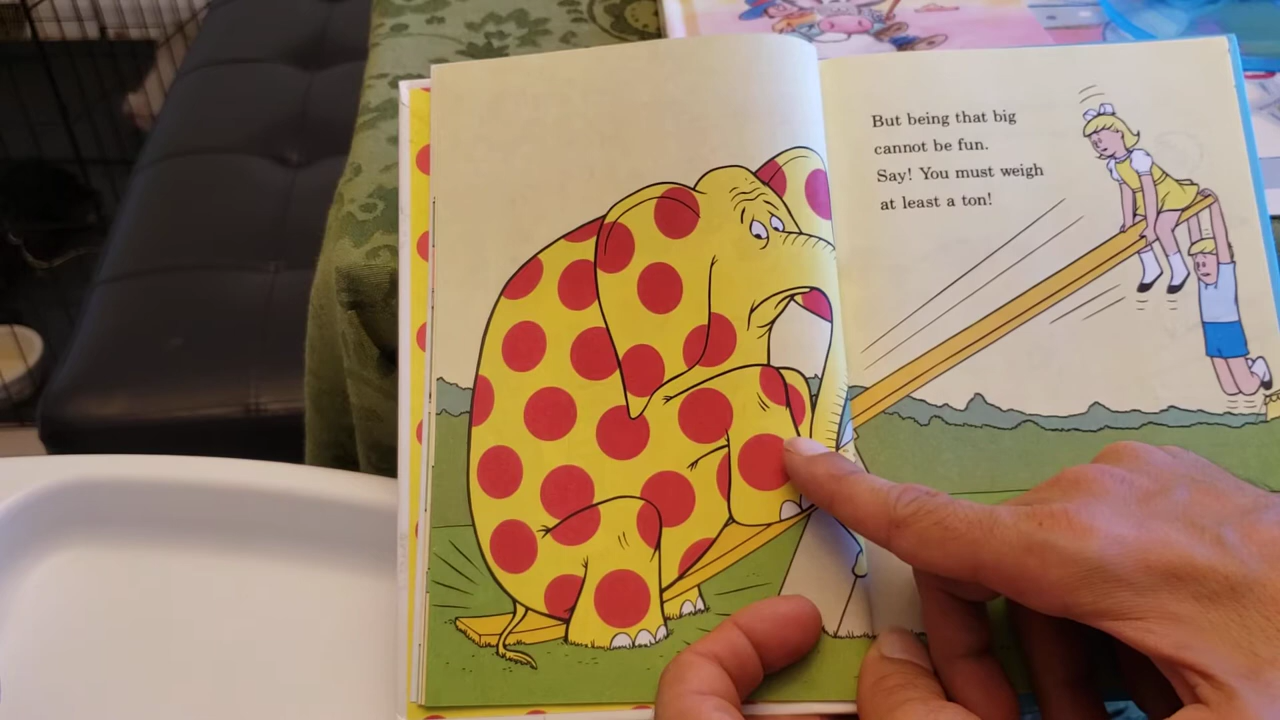 But being that big
cannot be fun.
Say! You must weigh
at least a ton!